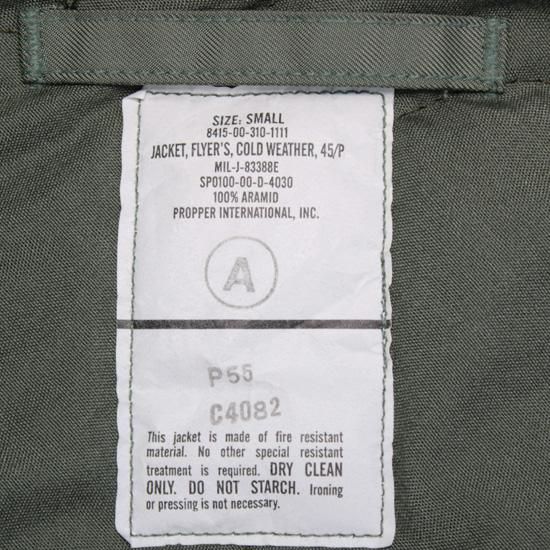 SIZE: SMALL
8415-00-310-1111
JACKET, FLYER'S, COLD WEATHER, 45/P
MIL-J-83388E
SP0100-00-D-4030
100% ARAMID
PROPPER INTERNATIONAL, INC.
A
P55
C4082
This jacket is made of fire resistant
material. No other special resistant
treatment is required. DRY CLEAN
ONLY. DO NOT STARCH. Ironing
or pressing is not necessary.